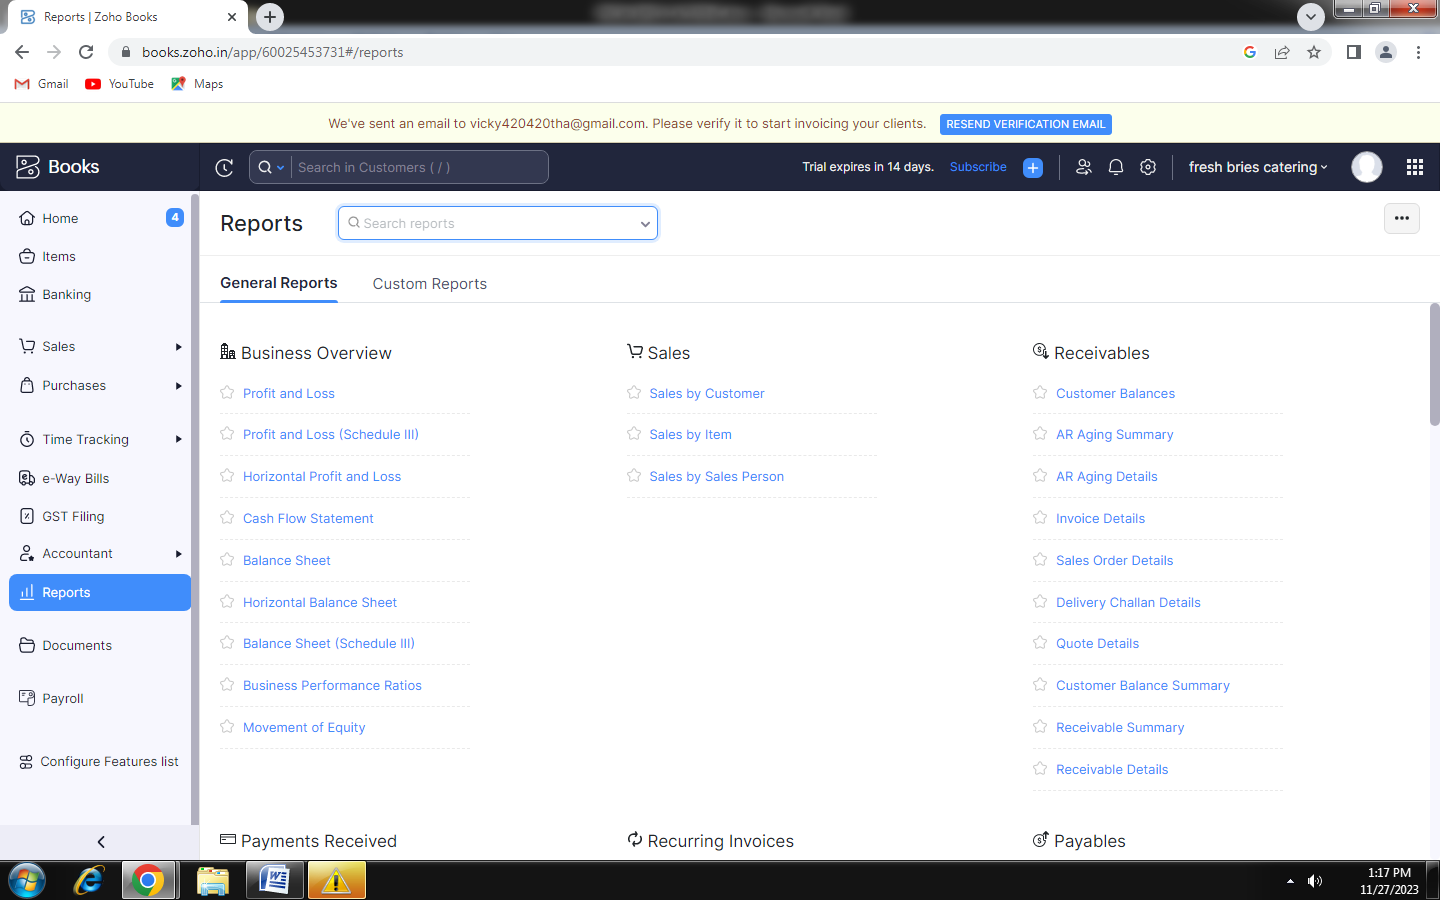 Reports | Zoho Books
books.zoho.in/app/60025453731#/reports
Gmail YouTube Maps
We've sent an email to vicky420420tha@gmail.com. Please verify it to start invoicing your clients. RESEND VERIFICATION EMAIL
Books
Search in Customers ( / )
Trial expires in 14 days. Subscribe
fresh bries catering
Home 4
Items
Banking
Sales
Purchases
Time Tracking
e-Way Bills
GST Filing
Accountant
Reports
Documents
Payroll
Configure Features list
Reports
Search reports
General Reports Custom Reports
Business Overview
Profit and Loss
Profit and Loss (Schedule III)
Horizontal Profit and Loss
Cash Flow Statement
Balance Sheet
Horizontal Balance Sheet
Balance Sheet (Schedule III)
Business Performance Ratios
Movement of Equity
Sales
Sales by Customer
Sales by Item
Sales by Sales Person
Receivables
Customer Balances
AR Aging Summary
AR Aging Details
Invoice Details
Sales Order Details
Delivery Challan Details
Quote Details
Customer Balance Summary
Receivable Summary
Receivable Details
Payments Received
Recurring Invoices
Payables
1:17 PM
11/27/2023